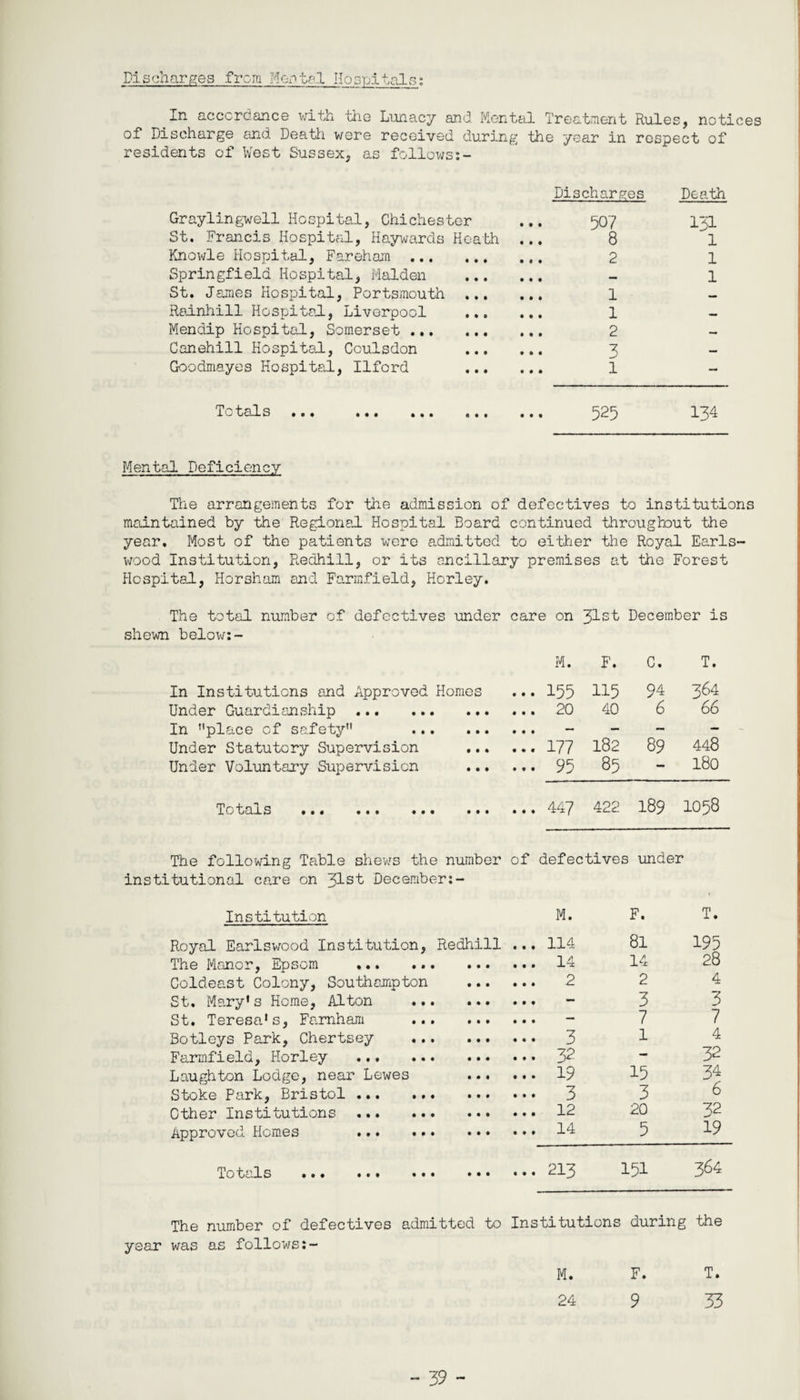 Discharges from Mental Hospitals:
In accordance with the Lunacy and Mental Treatment Rules, notices
of Discharge and Death were received during the year in respect of
residents of West Sussex, as follows:-
Discharges Death
Graylingwell Hospital, Chichester ... 507 131
St. Francis Hospital, Haywards Heath ... 8 1
Knowle Hospital, Fareham ... ... ... 2 1
Springfield Hospital, Malden ... ... - 1
St. James Hospital, Portsmouth ... ... 1 -
Rainhill Hospital, Liverpool ... ... 1 -
Mendip Hospital, Somerset ... ... ... 2 -
Canehill Hospital, Coulsdon ... ... 3 -
Goodmayes Hospital, Ilford ... ... 1 -
Totals ... ... ... ... ... 525 134
Mental Deficiency
The arrangements for the admission of defectives to institutions
maintained by the Regional Hospital Board continued throughout the
year. Most of the patients were admitted to either the Royal Earls-
wood Institution, Redhill, or its ancillary premises at the Forest
Hospital, Horsham and Farmfield, Horley.
The total number of defectives under care on 31st December is
shewn below:-
M. F. C. T.
In Institutions and Approved Homes ... 155 115 94 364
Under Guardianship ... ... ... ... 20 40 6 66
In "place of safety" ... ... ... - - - -
Under Statutory Supervision ... ... 177 182 89 448
Under Voluntary Supervision ... ... 95 85 - 180
Totals ... ... ... ... ... 447 422 189 1058
The following Table shews the number of defectives under
institutional care on 31st December:-
Institution M. F. T.
Royal Earlswood Institution, Redhill ... 114 81 195
The Manor, Epsom ... ... ... ... 14 14 28
Coldeast Colony, Southampton ... ... 2 2 4
St. Mary's Home, Alton ... ... ... - 3 3
St. Teresa's, Farnham ... ... ... - 7 7
Botleys Park, Chertsey ... ... ... 3 1 4
Farmfield, Horley ... ... ... ... 32 - 32
Laughton Lodge, near Lewes ... ... 19 15 34
Stoke Park, Bristol ... ... ... ... 3 3 6
Other Institutions ... ... ... ... 12 20 32
Approved Homes ... ... ... ... 14 5 19
Totals ... ... ... ... ... 213 151 364
The number of defectives admitted to Institutions during the
year was as follows:-
M. F. T.
24 9 33
- 39 -